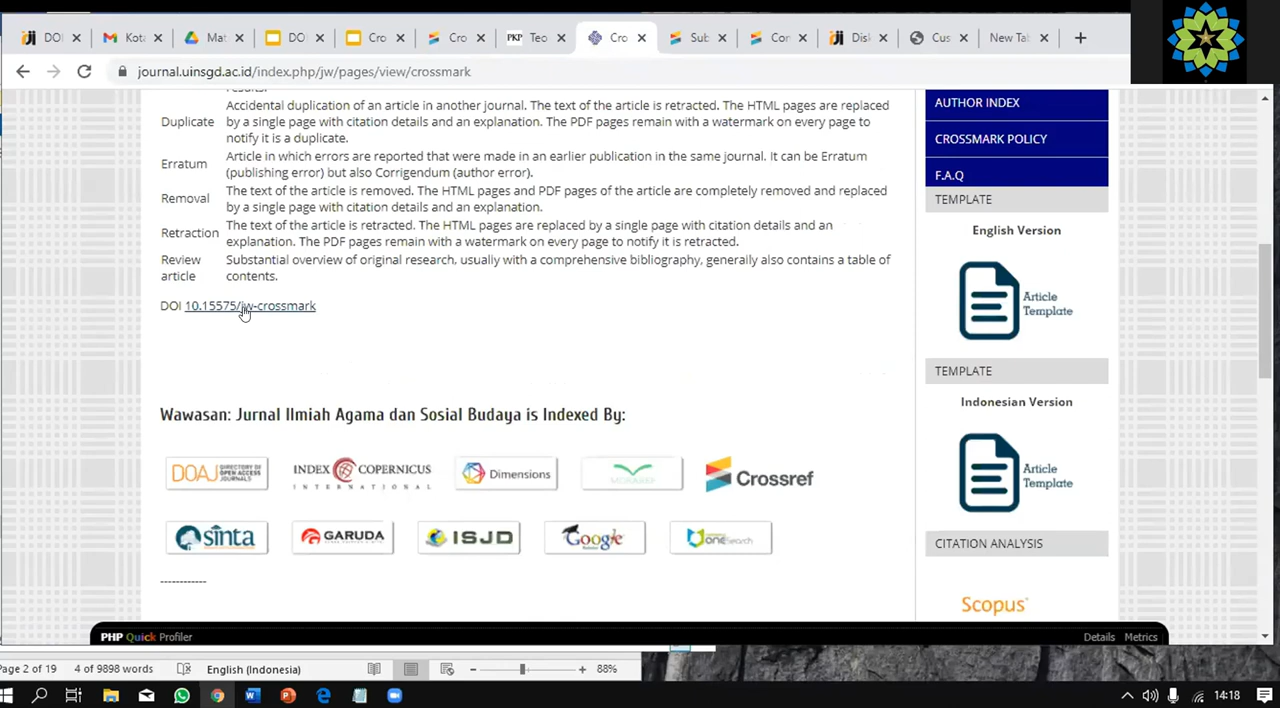 DO
Kota
Mat
DO
Cro
Cro
PKP Teo
Cro
Sub
Cor
Disk
Cus
New Tab
journal.uinsgd.ac.id/index.php/jw/pages/view/crossmark
results.
Duplicate
Accidental duplication of an article in another journal. The text of the article is retracted. The HTML pages are replaced
by a single page with citation details and an explanation. The PDF pages remain with a watermark on every page to
notify it is a duplicate.
Erratum
Article in which errors are reported that were made in an earlier publication in the same journal. It can be Erratum
(publishing error) but also Corrigendum (author error).
Removal
The text of the article is removed. The HTML pages and PDF pages of the article are completely removed and replaced
by a single page with citation details and an explanation.
Retraction
The text of the article is retracted. The HTML pages are replaced by a single page with citation details and an
explanation. The PDF pages remain with a watermark on every page to notify it is retracted.
Review
article
Substantial overview of original research, usually with a comprehensive bibliography, generally also contains a table of
contents.
DOI 10.15575/jw-crossmark
Wawasan: Jurnal Ilmiah Agama dan Sosial Budaya is Indexed By:
DOAJ DIRECTORY OF
OPEN ACCESS
JOURNALS
INDEX COPERNICUS
INTERNATIONAL
Dimensions
Crossref
sinta
GARUDA
ISJD
Google
onesearch
------------
AUTHOR INDEX
CROSSMARK POLICY
F.A.Q
TEMPLATE
English Version
Article
Template
TEMPLATE
Indonesian Version
Article
Template
CITATION ANALYSIS
Scopus
PHP Quick Profiler
Details
Metrics
Page 2 of 19
4 of 9898 words
English (Indonesia)
88%
14:18